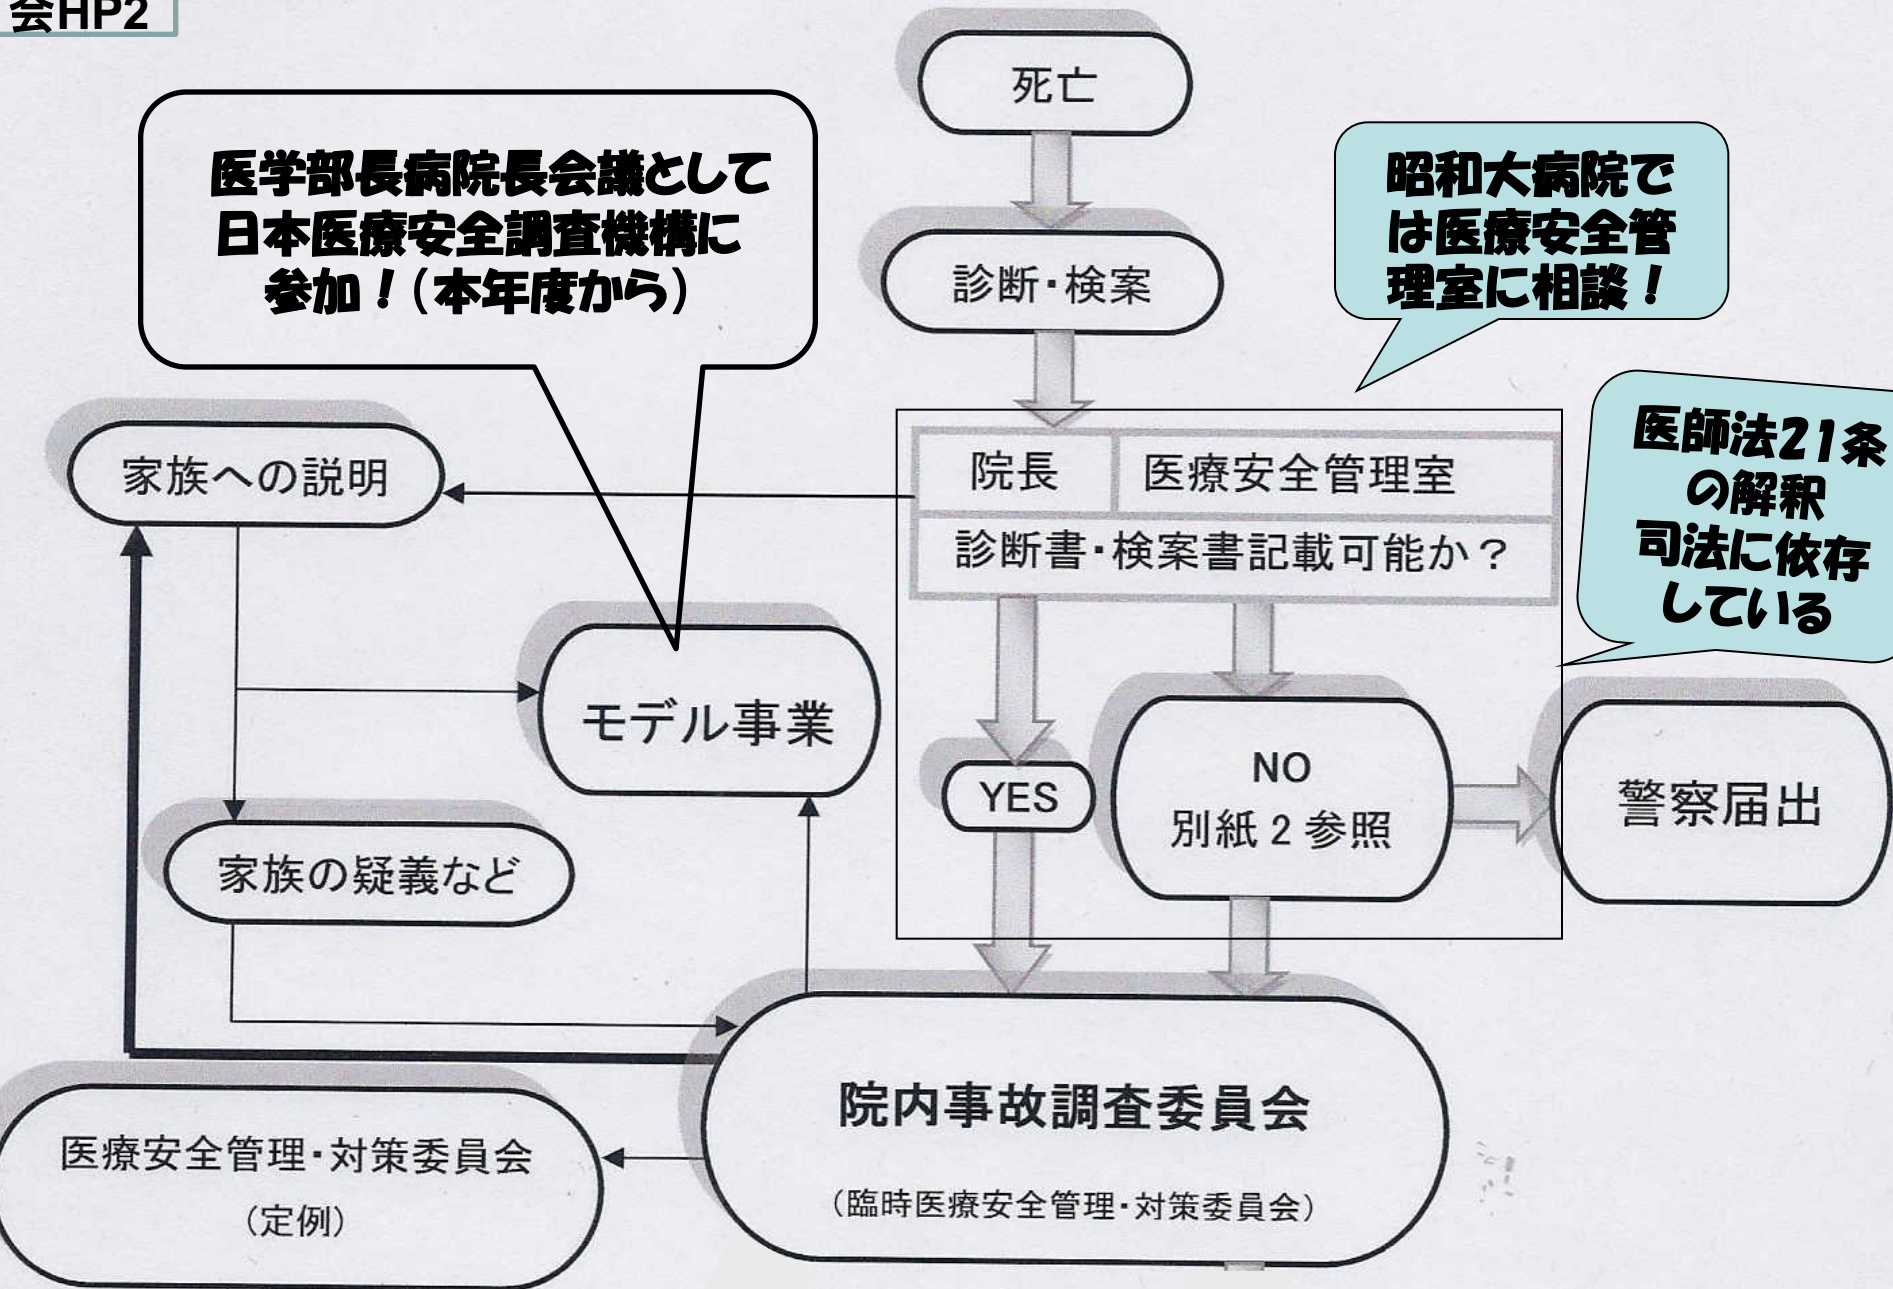 会HP2
死亡
医学部長病院長会議として
日本医療安全調査機構に
参加！(本年度から)
昭和大病院で
は医療安全管
理室に相談！
診断・検案
医師法21条
の解釈
司法に依存
している
家族への説明
院長
医療安全管理室
診断書・検案書記載可能か？
モデル事業
YES
NO
別紙２参照
警察届出
家族の疑義など
院内事故調査委員会
（臨時医療安全管理・対策委員会）
医療安全管理・対策委員会
（定例）